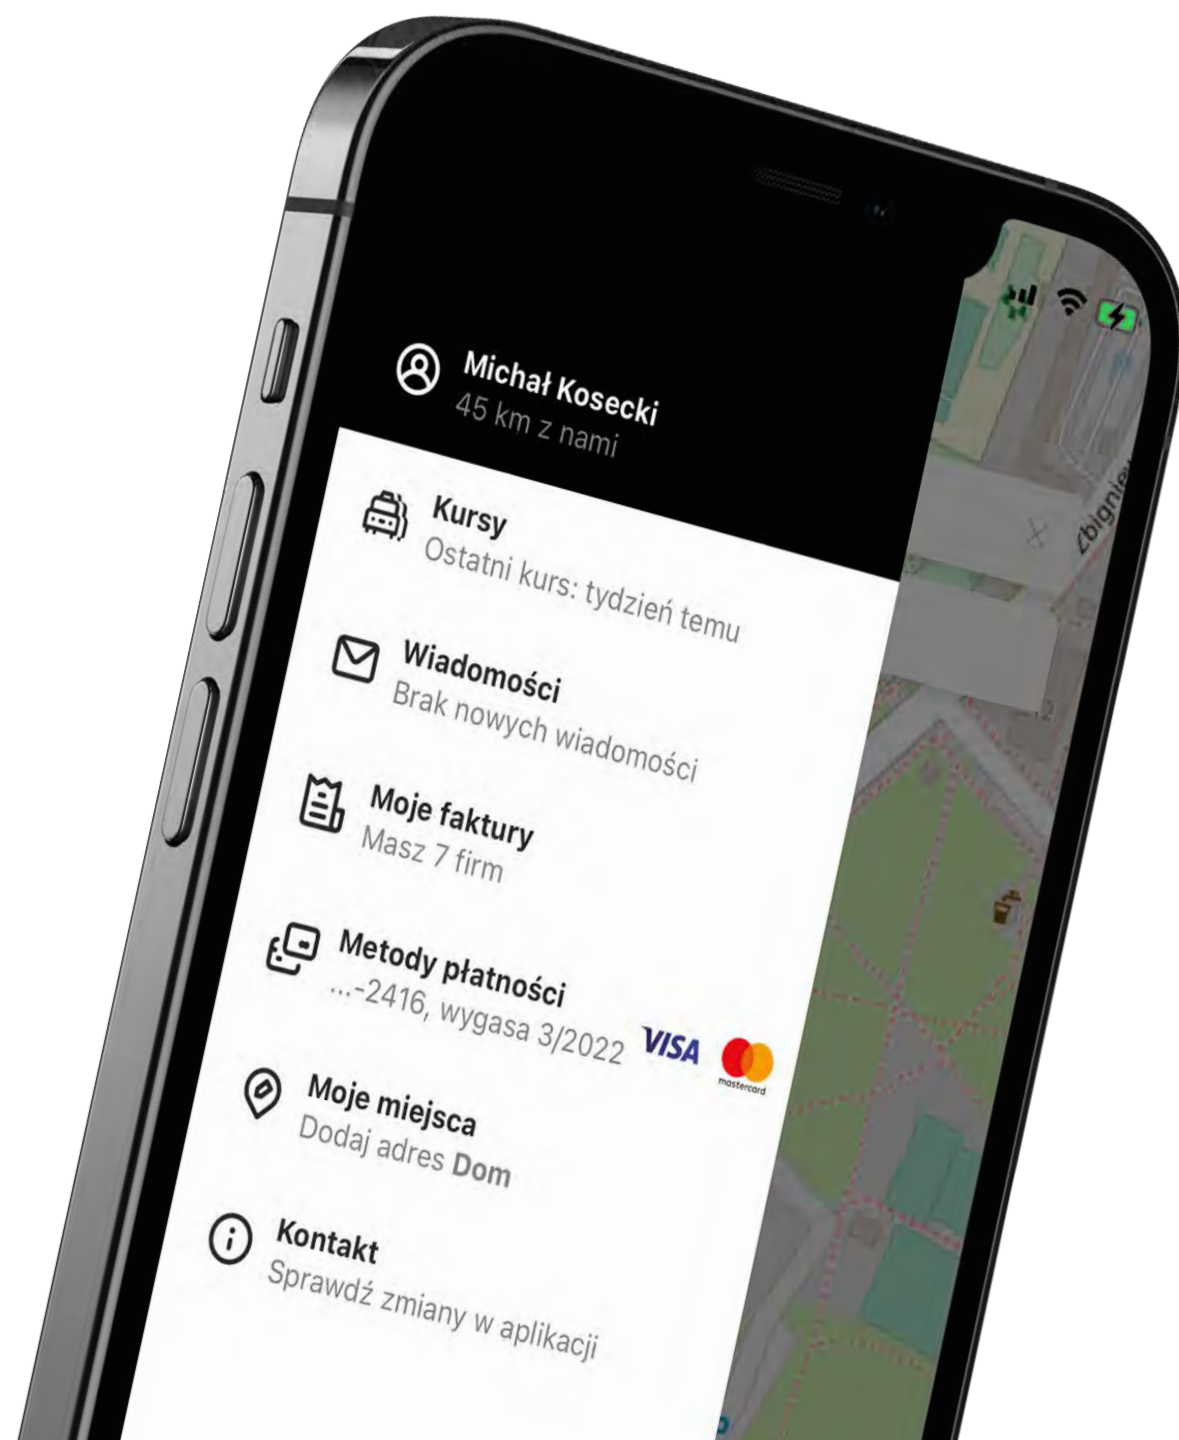 Michał Kosecki
45 km z nami
Kursy
Ostatni kurs: tydzień temu
Wiadomości
Brak nowych wiadomości
Moje faktury
Masz 7 firm
Metody płatności
...-2416, wygasa 3/2022
VISA
mastercard
Moje miejsca
Dodaj adres Dom
Kontakt
Sprawdź zmiany w aplikacji
Zbigniew